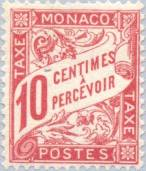 MONACO
TAXE
10 CENTIMES
PERCEVOIR
TAXE
POSTES